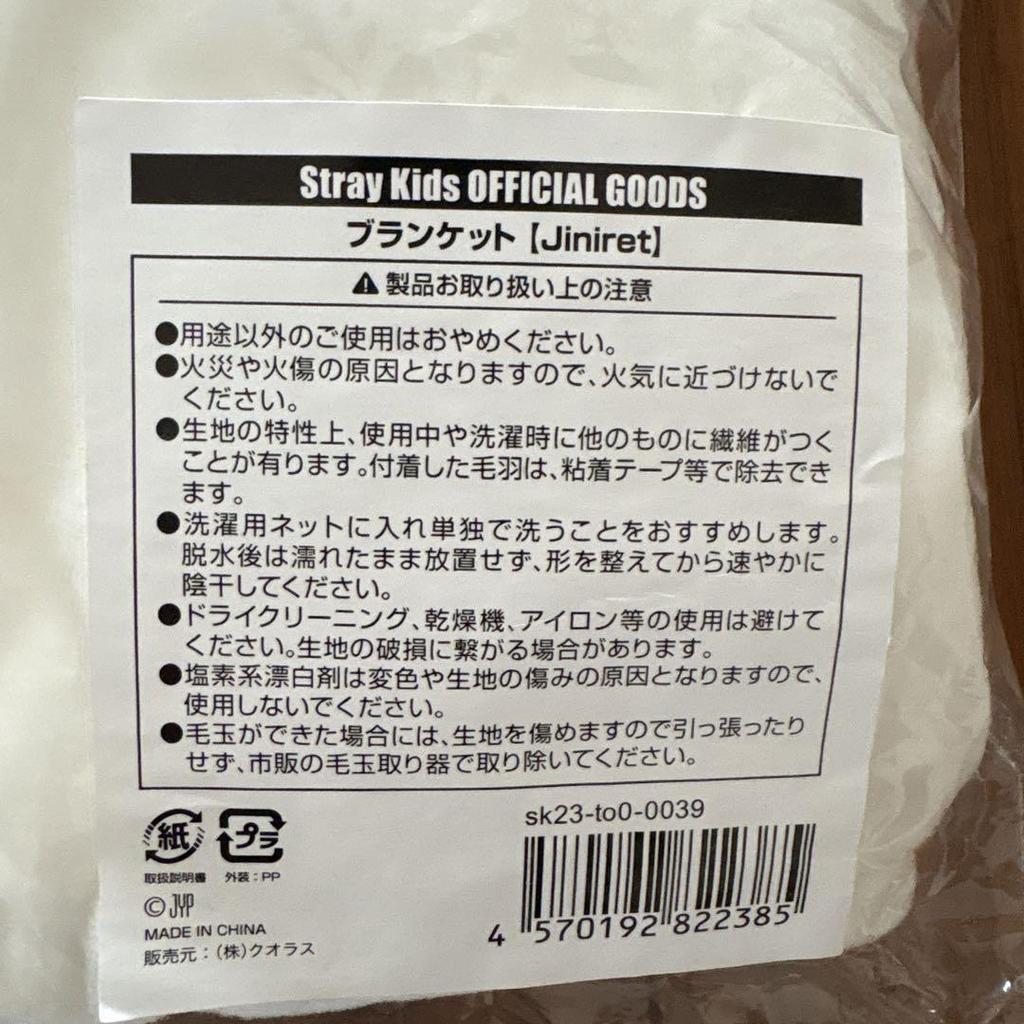 Stray Kids OFFICIAL GOODS
ブランケット【Jiniret】
⚠製品お取り扱い上の注意
●用途以外のご使用はおやめください。
●火災や火傷の原因となりますので、火気に近づけないで
ください。
●生地の特性上、使用中や洗濯時に他のものに繊維がつく
ことが有ります。付着した毛羽は、粘着テープ等で除去でき
ます。
●洗濯用ネットに入れ単独で洗うことをおすすめします。
脱水後は濡れたまま放置せず、形を整えてから速やかに
陰干してください。
●ドライクリーニング、乾燥機、アイロン等の使用は避けて
ください。生地の破損に繋がる場合があります。
●塩素系漂白剤は変色や生地の傷みの原因となりますので、
使用しないでください。
●毛玉ができた場合には、生地を傷めますので引っ張ったり
せず、市販の毛玉取り器で取り除いてください。
sk23-to0-0039
紙 プラ
取扱説明書 外装：PP
©JYP
MADE IN CHINA
販売元：(株)クオラス
4 570192 822385